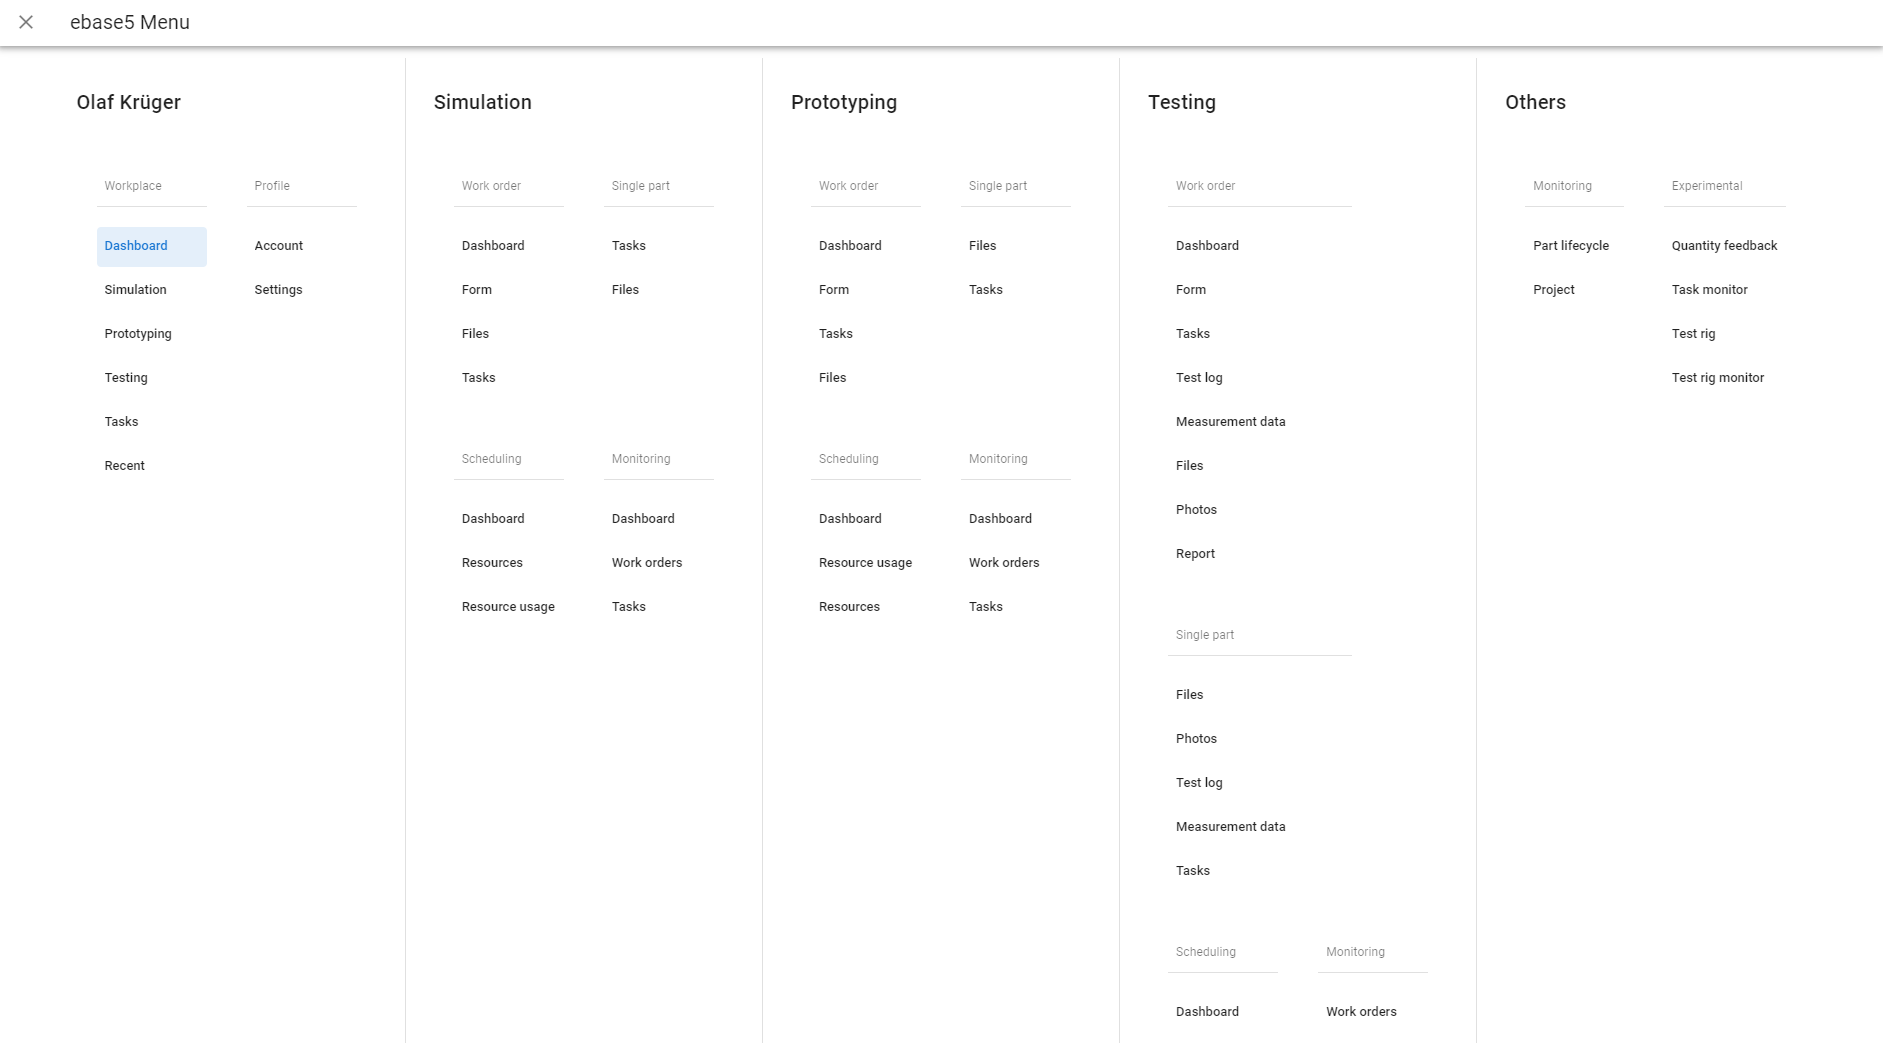 ebase5 Menu
Olaf Krüger
Workplace
Dashboard
Simulation
Prototyping
Testing
Tasks
Recent
Profile
Account
Settings
Simulation
Work order
Dashboard
Form
Files
Tasks
Single part
Tasks
Files
Scheduling
Dashboard
Resources
Resource usage
Monitoring
Dashboard
Work orders
Tasks
Prototyping
Work order
Dashboard
Form
Tasks
Files
Single part
Files
Tasks
Scheduling
Dashboard
Resource usage
Resources
Monitoring
Dashboard
Work orders
Tasks
Testing
Work order
Dashboard
Form
Tasks
Test log
Measurement data
Files
Photos
Report
Single part
Files
Photos
Test log
Measurement data
Tasks
Scheduling
Dashboard
Monitoring
Work orders
Others
Monitoring
Part lifecycle
Project
Experimental
Quantity feedback
Task monitor
Test rig
Test rig monitor